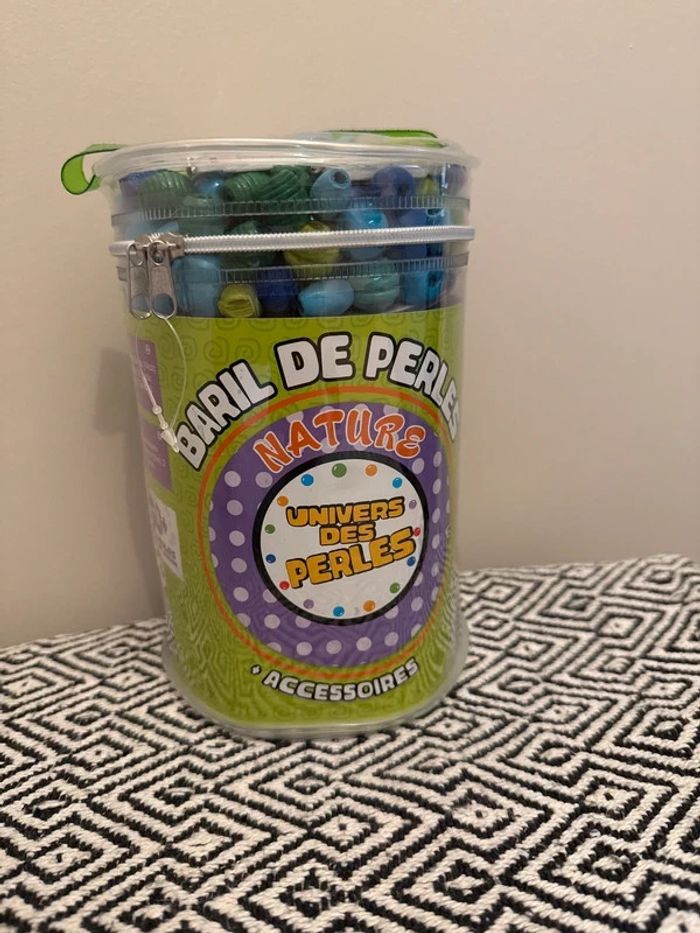 BARIL DE PERLES
NATURE
UNIVERS
DES
PERLES
+ ACCESSOIRES